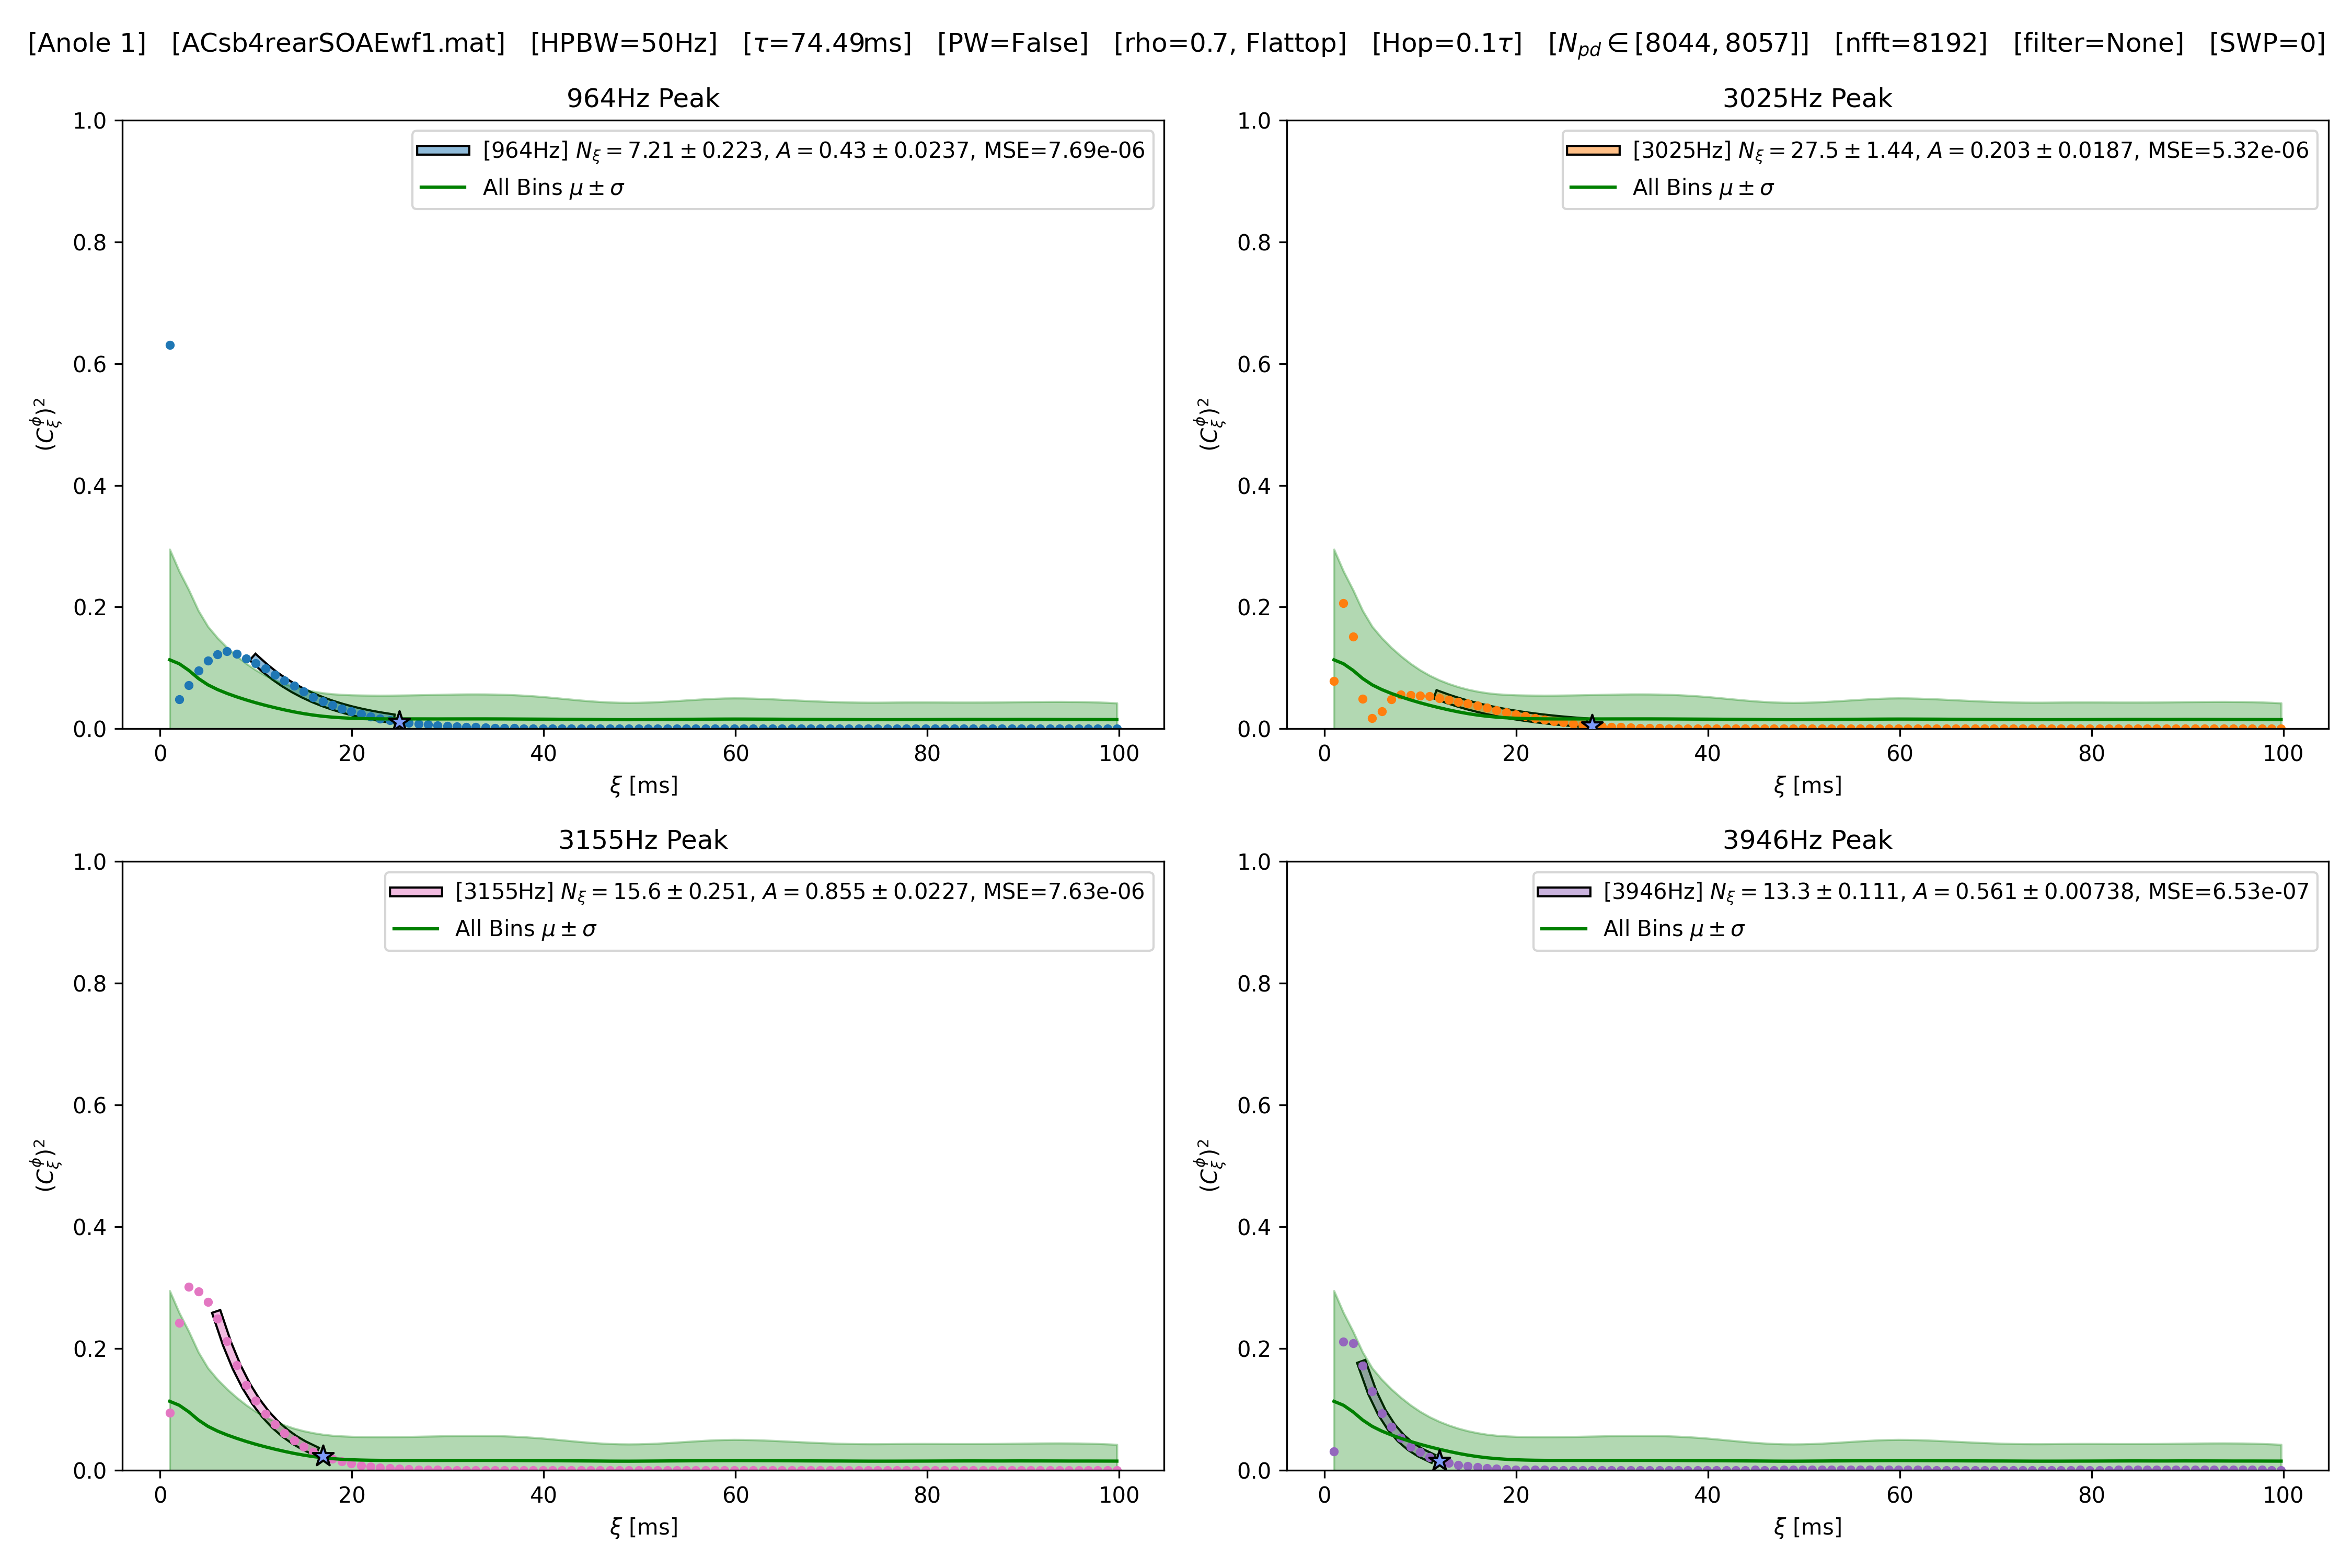 [Anole 1] [ACsb4rearSOAEwf1.mat] [HPBW=50Hz] [τ=74.49ms] [PW=False] [rho=0.7, Flattop] [Hop=0.1τ] [N_pd ∈ [8044, 8057]] [nfft=8192] [filter=None] [SWP=0]
964Hz Peak
[964Hz] N_ξ = 7.21 ± 0.223, A = 0.43 ± 0.0237, MSE=7.69e-06
All Bins μ ± σ
1.0
0.8
0.6
0.4
0.2
0.0
(C_ξ^ϕ)^2
0 20 40 60 80 100
ξ [ms]
3025Hz Peak
[3025Hz] N_ξ = 27.5 ± 1.44, A = 0.203 ± 0.0187, MSE=5.32e-06
All Bins μ ± σ
1.0
0.8
0.6
0.4
0.2
0.0
(C_ξ^ϕ)^2
0 20 40 60 80 100
ξ [ms]
3155Hz Peak
[3155Hz] N_ξ = 15.6 ± 0.251, A = 0.855 ± 0.0227, MSE=7.63e-06
All Bins μ ± σ
1.0
0.8
0.6
0.4
0.2
0.0
(C_ξ^ϕ)^2
0 20 40 60 80 100
ξ [ms]
3946Hz Peak
[3946Hz] N_ξ = 13.3 ± 0.111, A = 0.561 ± 0.00738, MSE=6.53e-07
All Bins μ ± σ
1.0
0.8
0.6
0.4
0.2
0.0
(C_ξ^ϕ)^2
0 20 40 60 80 100
ξ [ms]